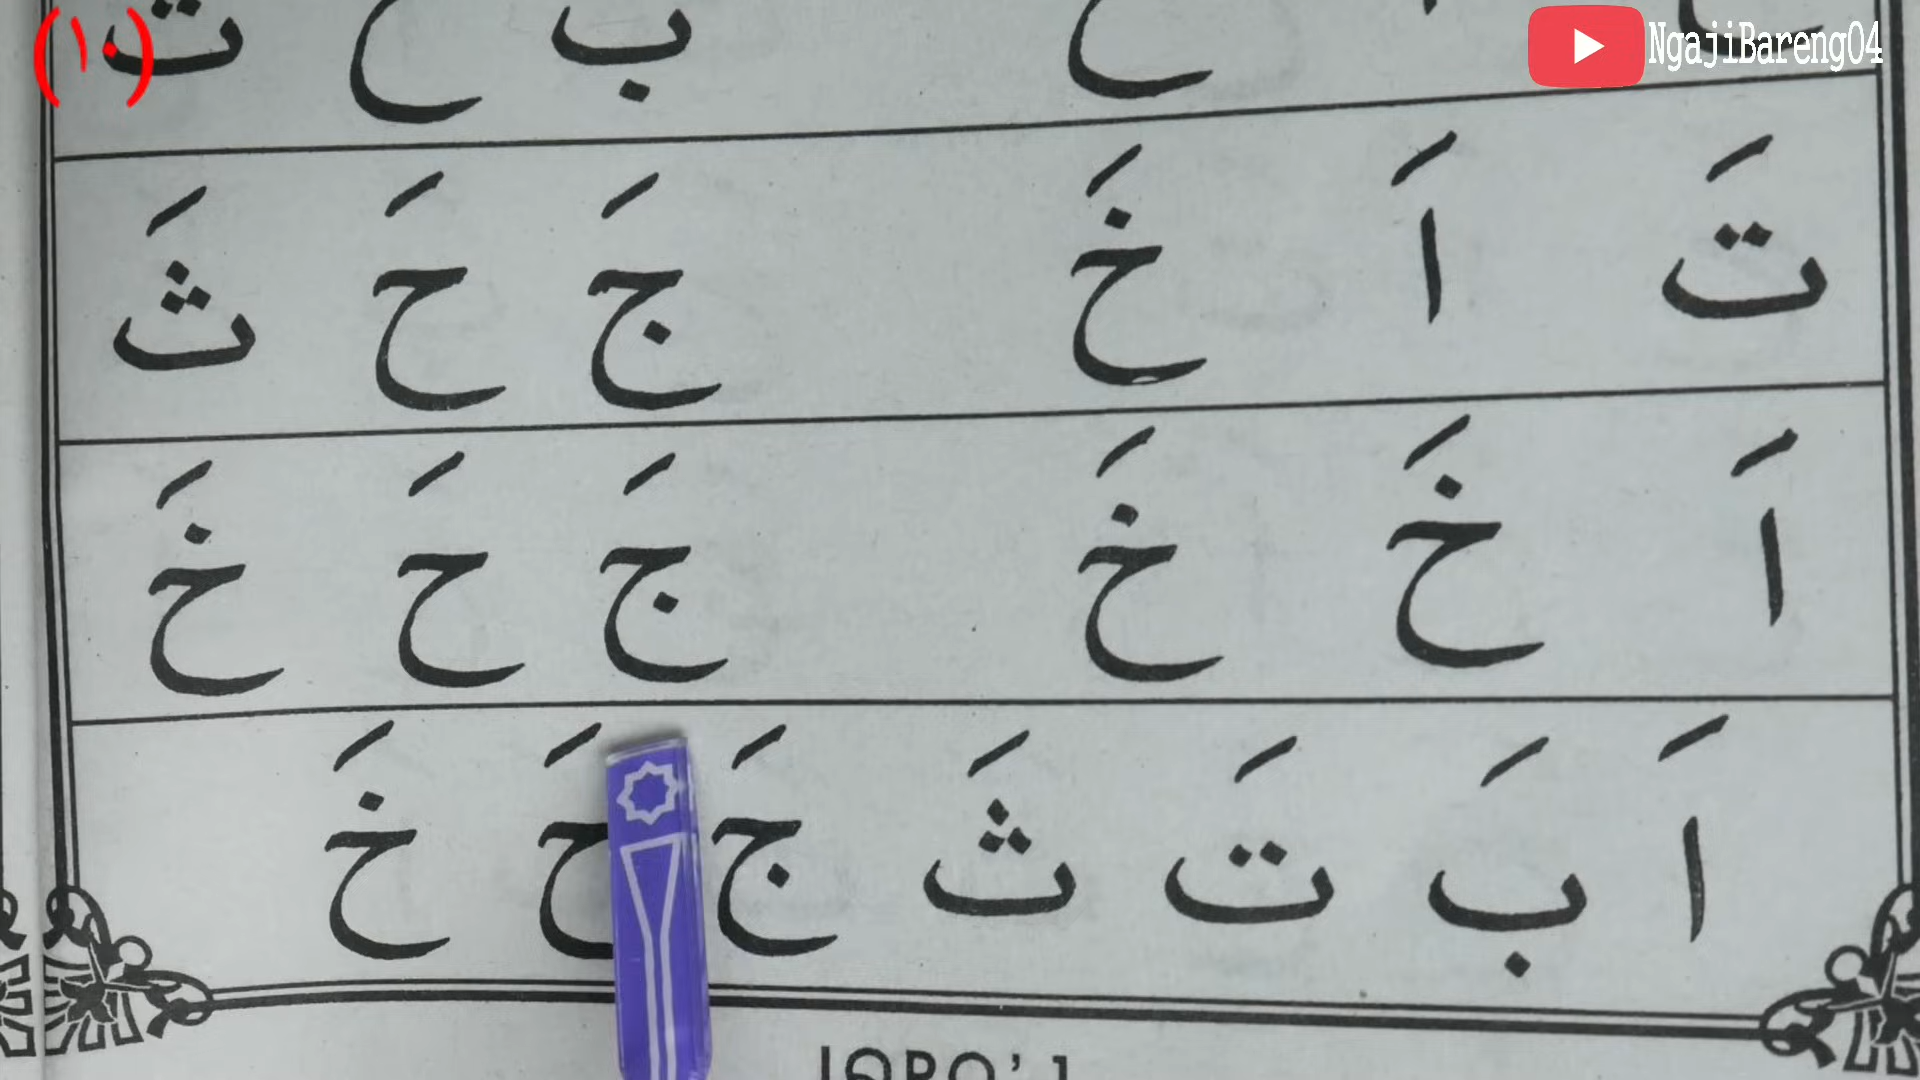 (١٠)
NgajiBareng04
تَ اَ خَ جَ حَ ثَ
اَ خَ خَ جَ حَ خَ
اَ بَ تَ ثَ جَ حَ خَ
IQRO' 1